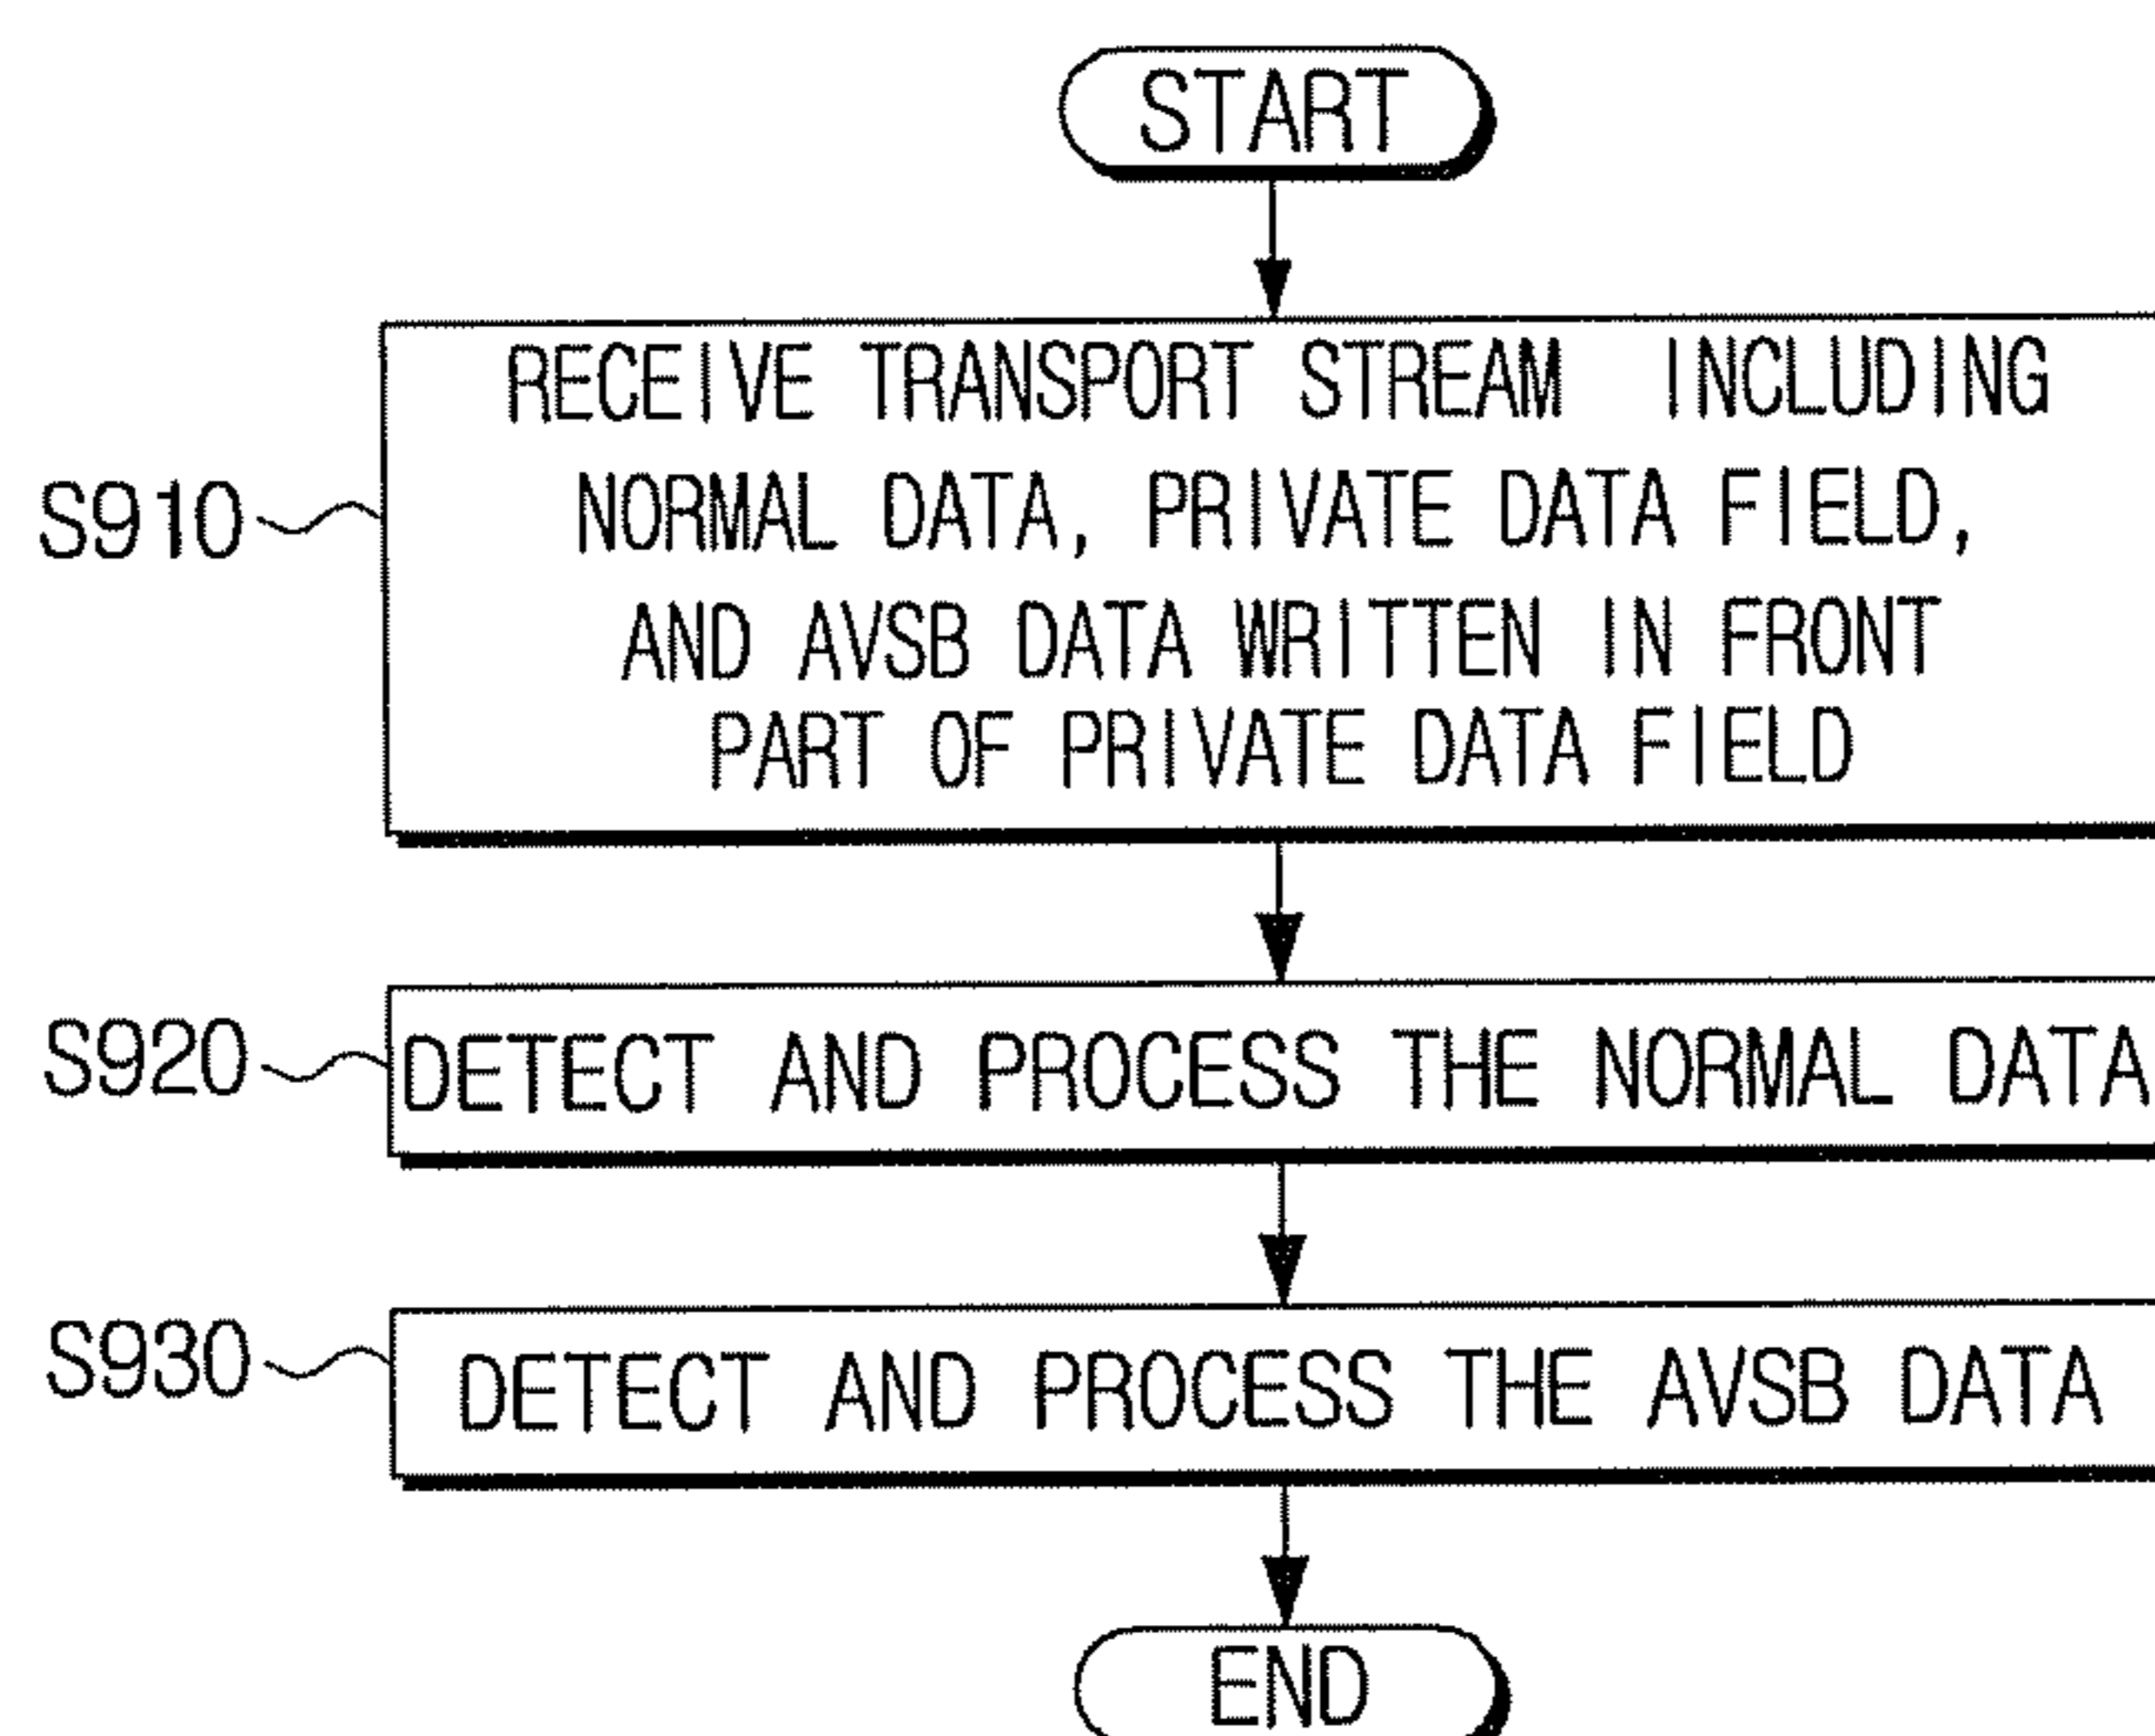 START
S910
RECEIVE TRANSPORT STREAM INCLUDING
NORMAL DATA, PRIVATE DATA FIELD,
AND AVSB DATA WRITTEN IN FRONT
PART OF PRIVATE DATA FIELD
S920
DETECT AND PROCESS THE NORMAL DATA
S930
DETECT AND PROCESS THE AVSB DATA
END